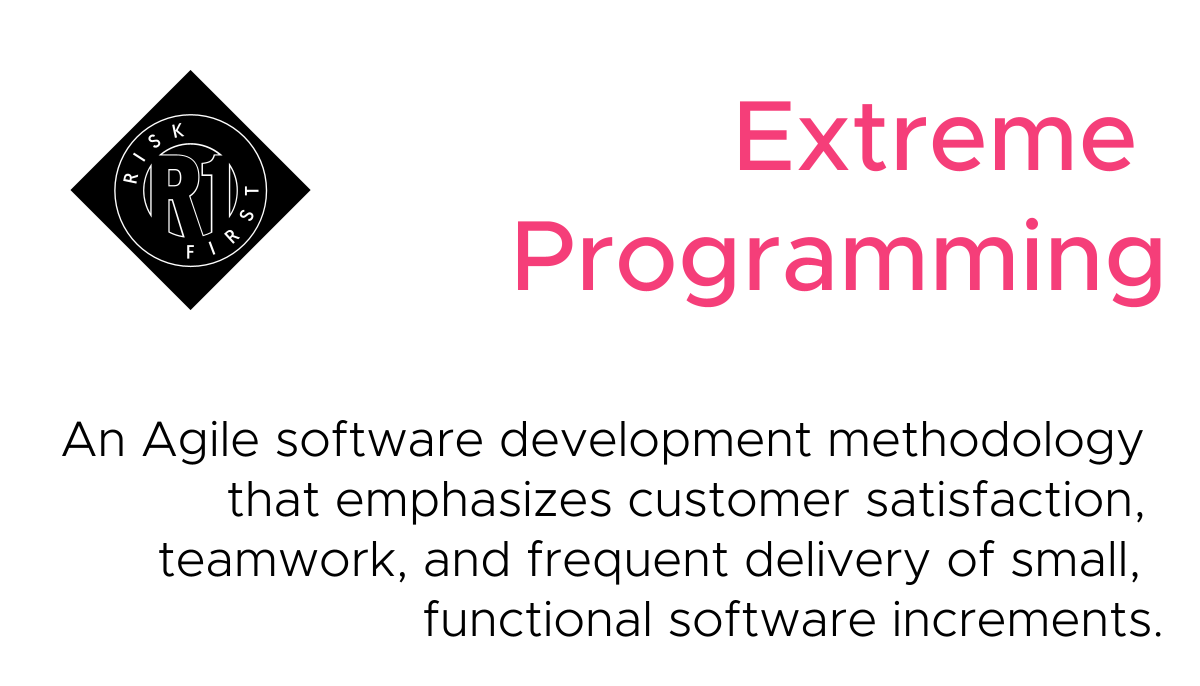 RISK
R1
FIRST
Extreme
Programming
An Agile software development methodology
that emphasizes customer satisfaction,
teamwork, and frequent delivery of small,
functional software increments.